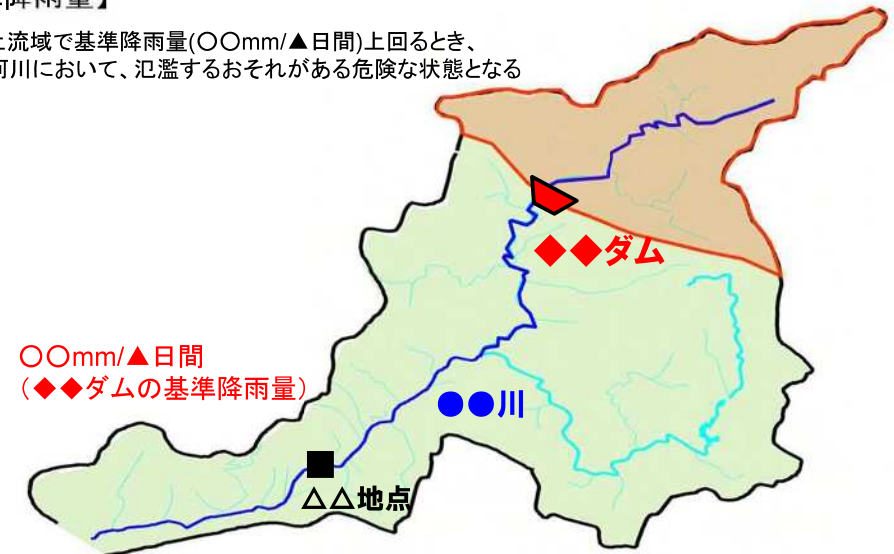 降雨量】
上流域で基準降雨量(〇〇mm/▲日間)上回るとき、
河川において、氾濫するおそれがある危険な状態となる
◆◆ダム
〇〇mm/▲日間
（◆◆ダムの基準降雨量）
●●川
△△地点